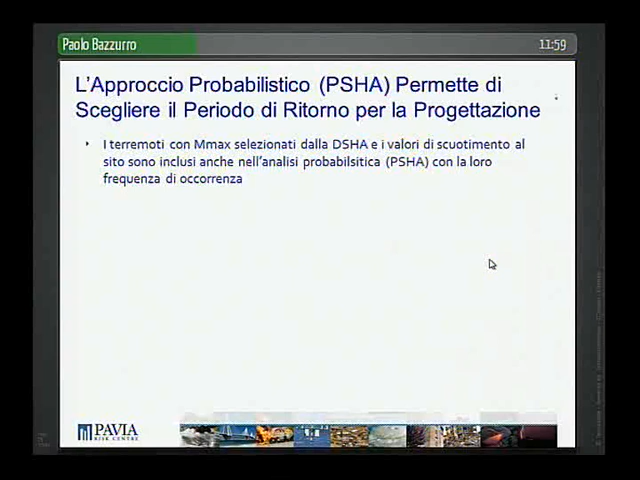 Paolo Bazzurro
11:59
L'Approccio Probabilistico (PSHA) Permette di
Scegliere il Periodo di Ritorno per la Progettazione
I terremoti con Mmax selezionati dalla DSHA e i valori di scuotimento al
sito sono inclusi anche nell'analisi probabilsitica (PSHA) con la loro
frequenza di occorrenza
PAVIA
RISK CENTRE